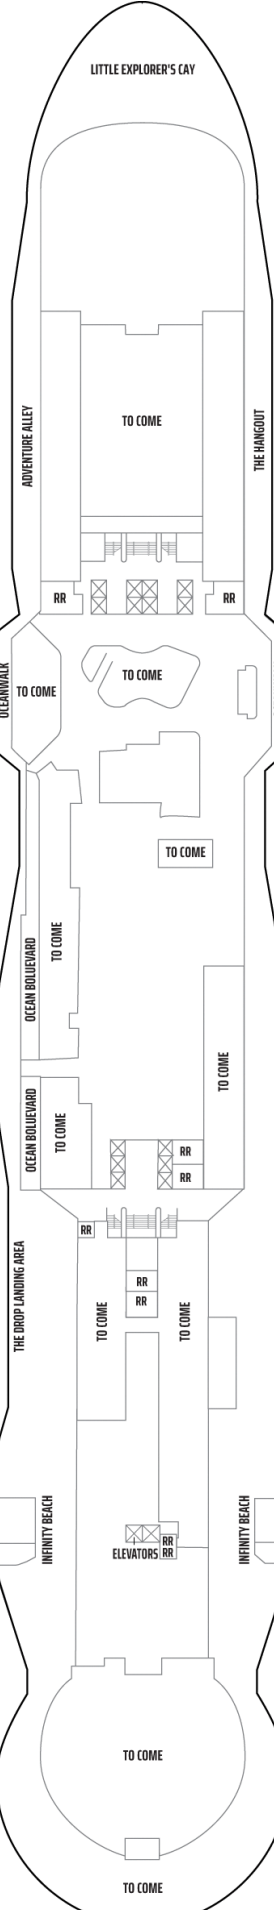 LITTLE EXPLORER'S CAY
TO COME
ADVENTURE ALLEY
THE HANGOUT
RR
RR
OCEANWALK
TO COME
TO COME
TO COME
OCEAN BOLUEVARD
TO COME
TO COME
OCEAN BOLUEVARD
TO COME
RR
RR
RR
THE DROP LANDING AREA
RR
RR
TO COME
TO COME
INFINITY BEACH
INFINITY BEACH
RR
RR
ELEVATORS
TO COME
TO COME